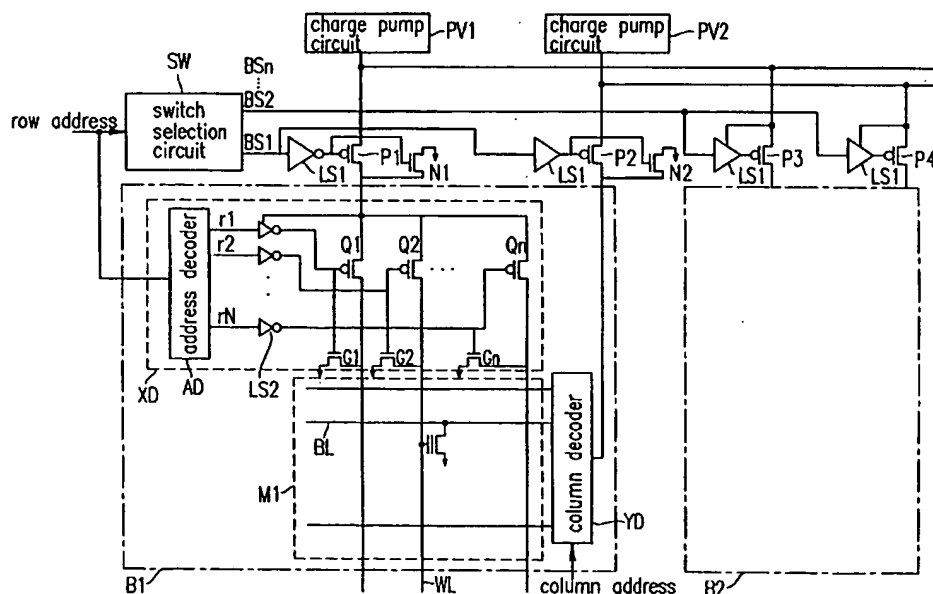 charge pump
circuit
PV1
charge pump
circuit
PV2
SW
BSn
row address
switch
selection
circuit
BS2
BS1
LS1
P1
N1
LS1
P2
N2
LS1
P3
LS1
P4
address decoder
r1
r2
rN
Q1
Q2
Qn
G1
G2
Gn
XD
AD
LS2
BL
M1
column decoder
YD
B1
WL
column address
B2